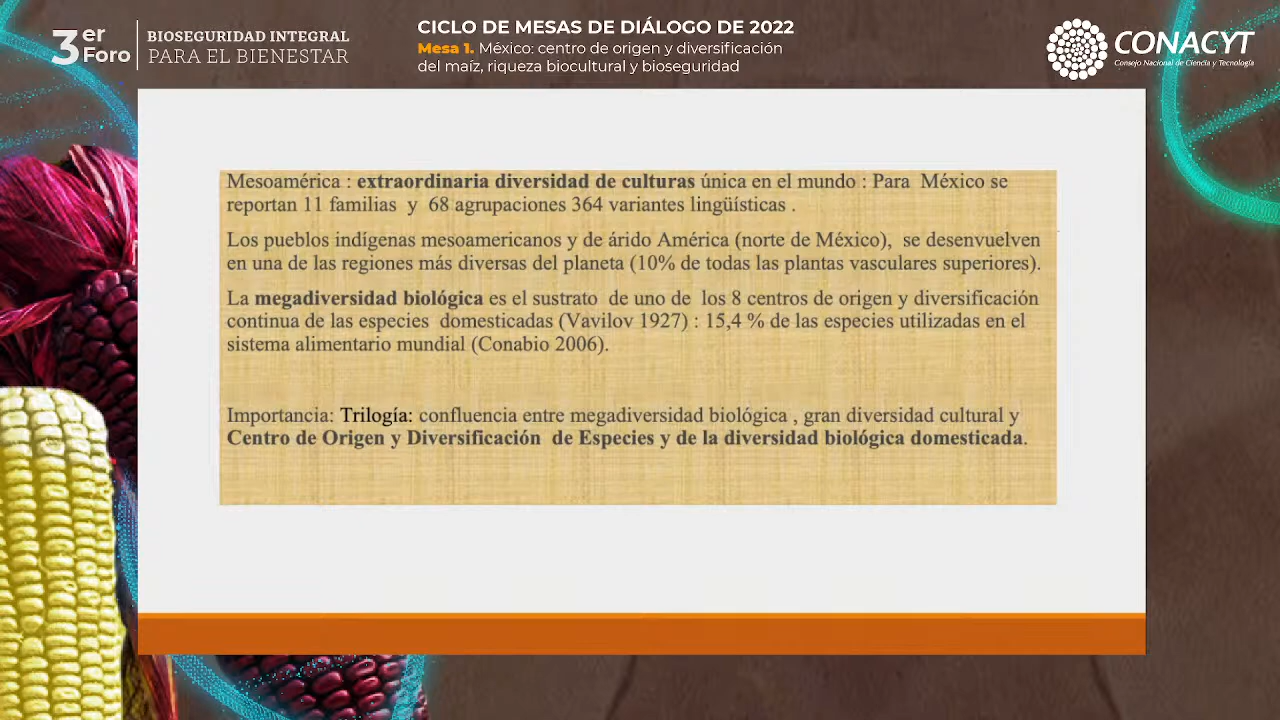 3er Foro
BIOSEGURIDAD INTEGRAL
PARA EL BIENESTAR
CICLO DE MESAS DE DIÁLOGO DE 2022
Mesa 1. México: centro de origen y diversificación
del maíz, riqueza biocultural y bioseguridad
CONACYT
Consejo Nacional de Ciencia y Tecnología
Mesoamérica : extraordinaria diversidad de culturas única en el mundo : Para México se
reportan 11 familias y 68 agrupaciones 364 variantes lingüísticas .
Los pueblos indígenas mesoamericanos y de árido América (norte de México), se desenvuelven
en una de las regiones más diversas del planeta (10% de todas las plantas vasculares superiores).
La megadiversidad biológica es el sustrato de uno de los 8 centros de origen y diversificación
continua de las especies domesticadas (Vavilov 1927) : 15,4 % de las especies utilizadas en el
sistema alimentario mundial (Conabio 2006).
Importancia: Trilogía: confluencia entre megadiversidad biológica , gran diversidad cultural y
Centro de Origen y Diversificación de Especies y de la diversidad biológica domesticada.